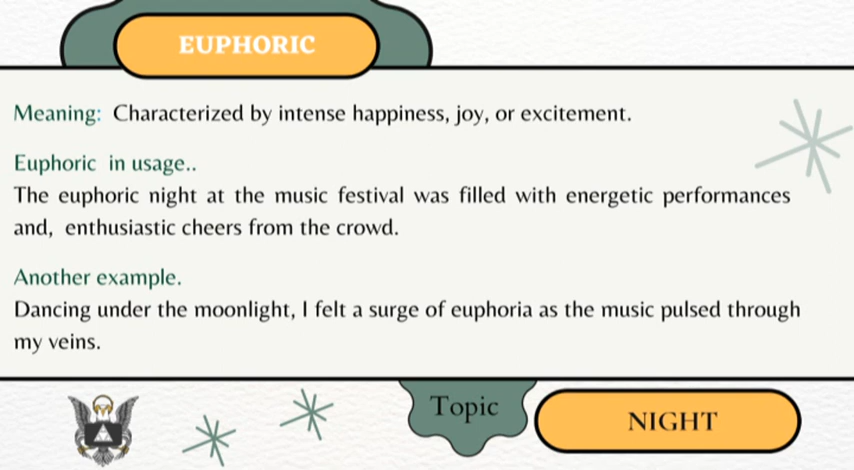 EUPHORIC
Meaning: Characterized by intense happiness, joy, or excitement.
Euphoric in usage..
The euphoric night at the music festival was filled with energetic performances
and, enthusiastic cheers from the crowd.
Another example.
Dancing under the moonlight, I felt a surge of euphoria as the music pulsed through
my veins.
Topic
NIGHT